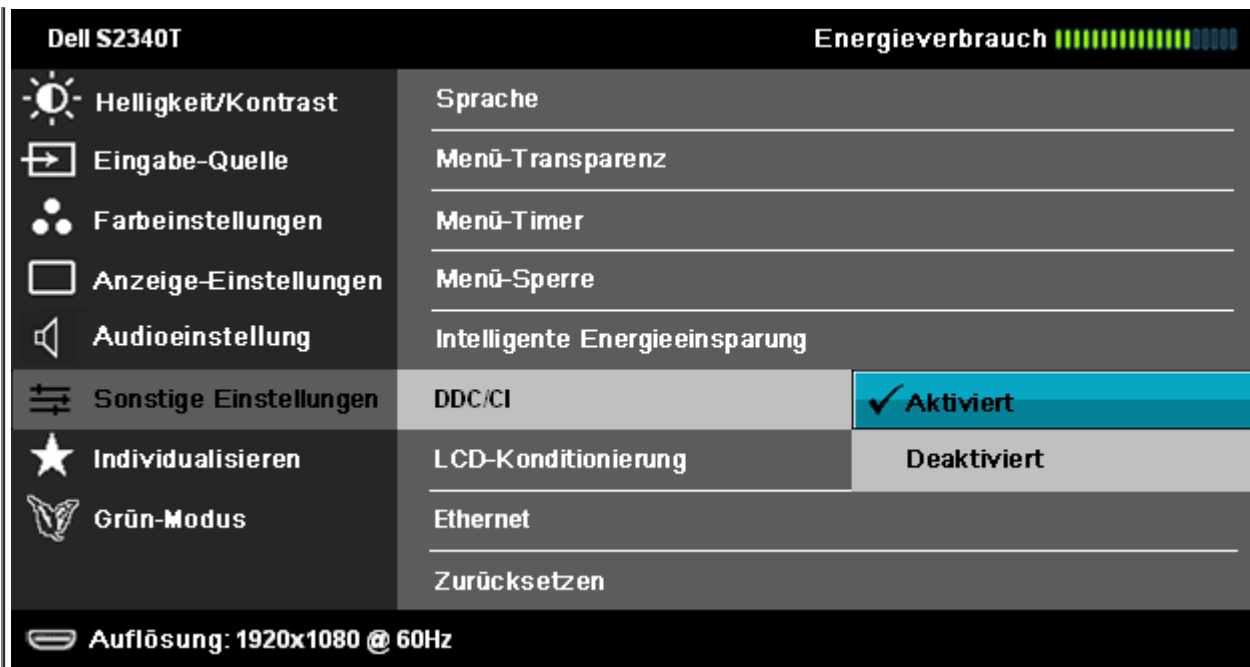 Dell S2340T
Energieverbrauch
Helligkeit/Kontrast
Eingabe-Quelle
Farbeinstellungen
Anzeige-Einstellungen
Audioeinstellung
Sonstige Einstellungen
Individualisieren
Grün-Modus
Sprache
Menü-Transparenz
Menü-Timer
Menü-Sperre
Intelligente Energieeinsparung
DDC/CI
LCD-Konditionierung
Ethernet
Zurücksetzen
Aktiviert
Deaktiviert
Auflösung: 1920x1080 @ 60Hz